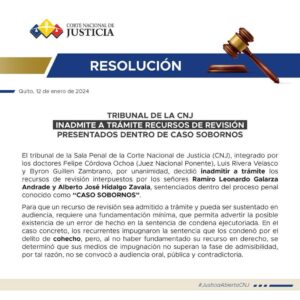 CORTE NACIONAL DE
JUSTICIA
RESOLUCIÓN
Quito, 12 de enero de 2024
TRIBUNAL DE LA CNJ
INADMITE A TRÁMITE RECURSOS DE REVISIÓN
PRESENTADOS DENTRO DE CASO SOBORNOS
El tribunal de la Sala Penal de la Corte Nacional de Justicia (CNJ), integrado por
los doctores Felipe Córdova Ochoa (Juez Nacional Ponente), Luis Rivera Velasco
y Byron Guillen Zambrano, por unanimidad, decidió inadmitir a trámite los
recursos de revisión interpuestos por los señores Ramiro Leonardo Galarza
Andrade y Alberto José Hidalgo Zavala, sentenciados dentro del proceso penal
conocido como "CASO SOBORNOS".
Para que un recurso de revisión sea admitido a trámite y pueda ser sustentado en
audiencia, requiere una fundamentación mínima, que permita advertir la posible
existencia de un error de hecho en la sentencia de condena ejecutoriada. En el
caso concreto, los recurrentes impugnaron la sentencia que los condenó por el
delito de cohecho, pero, al no haber fundamentado su recurso en derecho, se
determinó que sus medios de impugnación no superan la fase de admisibilidad,
por tal razón, no se convocó a audiencia oral, pública y contradictoria.
#JusticiaAbiertaCNJ